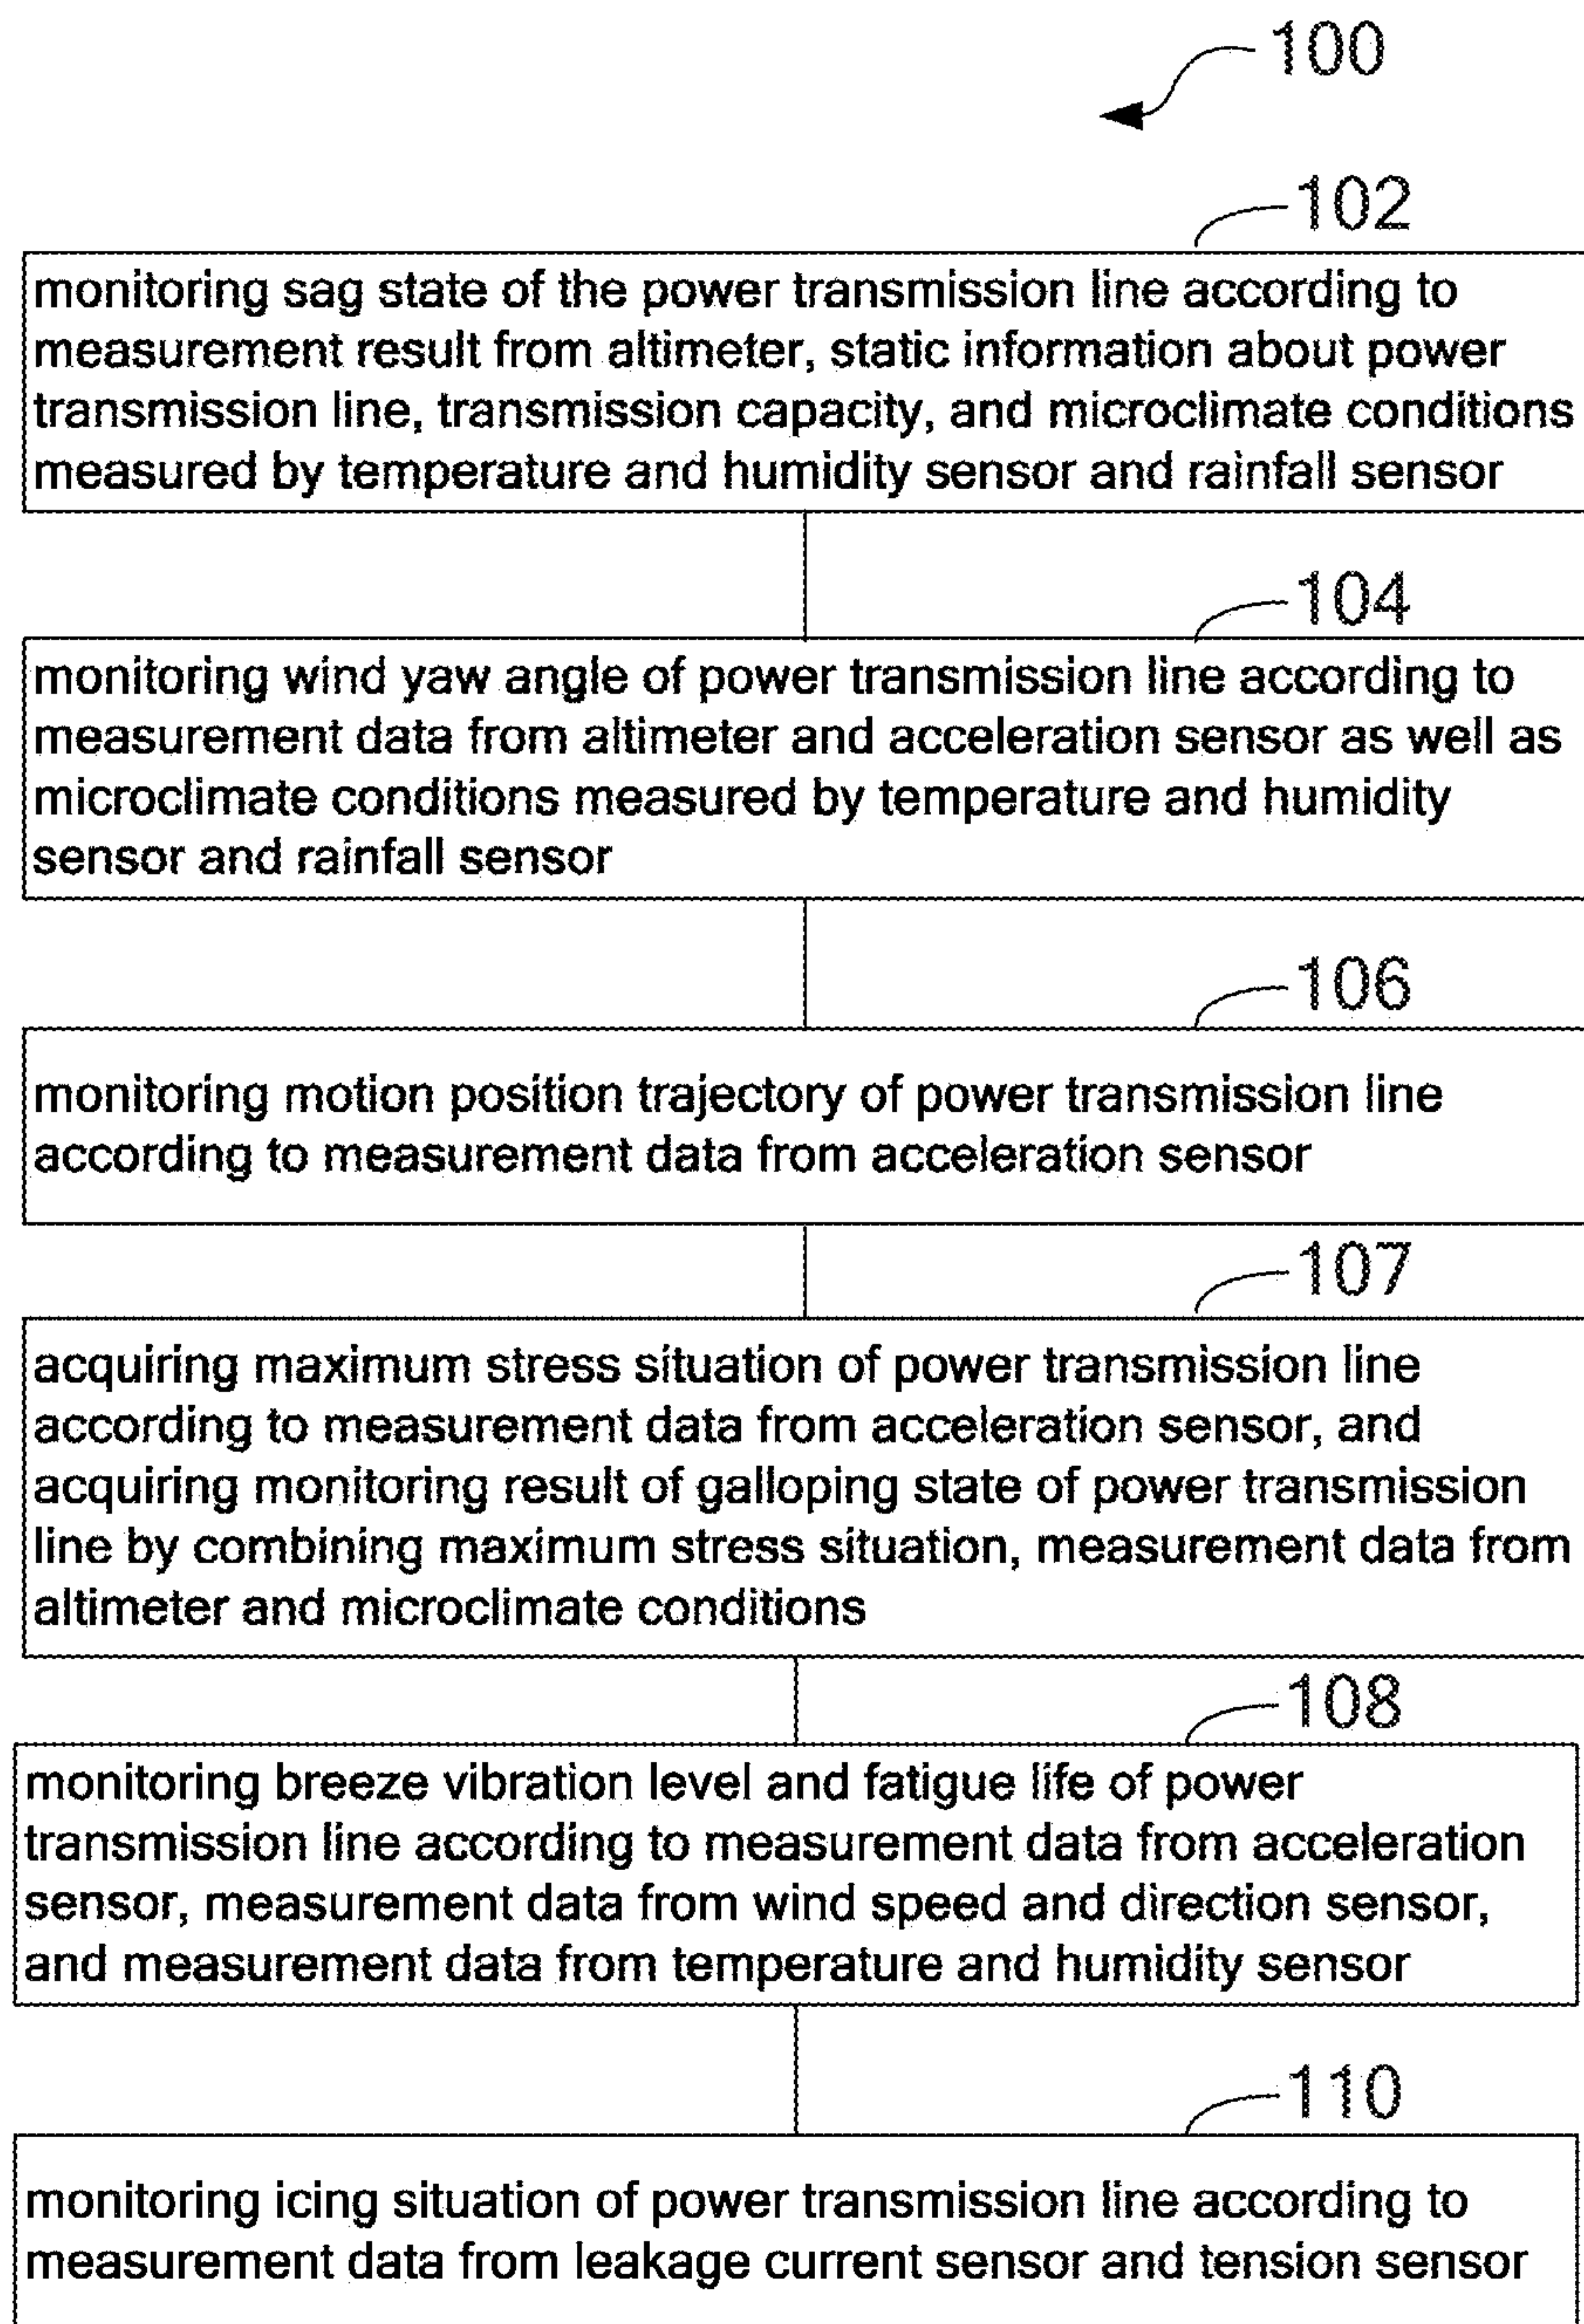 100
102
monitoring sag state of the power transmission line according to
measurement result from altimeter, static information about power
transmission line, transmission capacity, and microclimate conditions
measured by temperature and humidity sensor and rainfall sensor
104
monitoring wind yaw angle of power transmission line according to
measurement data from altimeter and acceleration sensor as well as
microclimate conditions measured by temperature and humidity
sensor and rainfall sensor
106
monitoring motion position trajectory of power transmission line
according to measurement data from acceleration sensor
107
acquiring maximum stress situation of power transmission line
according to measurement data from acceleration sensor, and
acquiring monitoring result of galloping state of power transmission
line by combining maximum stress situation, measurement data from
altimeter and microclimate conditions
108
monitoring breeze vibration level and fatigue life of power
transmission line according to measurement data from acceleration
sensor, measurement data from wind speed and direction sensor,
and measurement data from temperature and humidity sensor
110
monitoring icing situation of power transmission line according to
measurement data from leakage current sensor and tension sensor